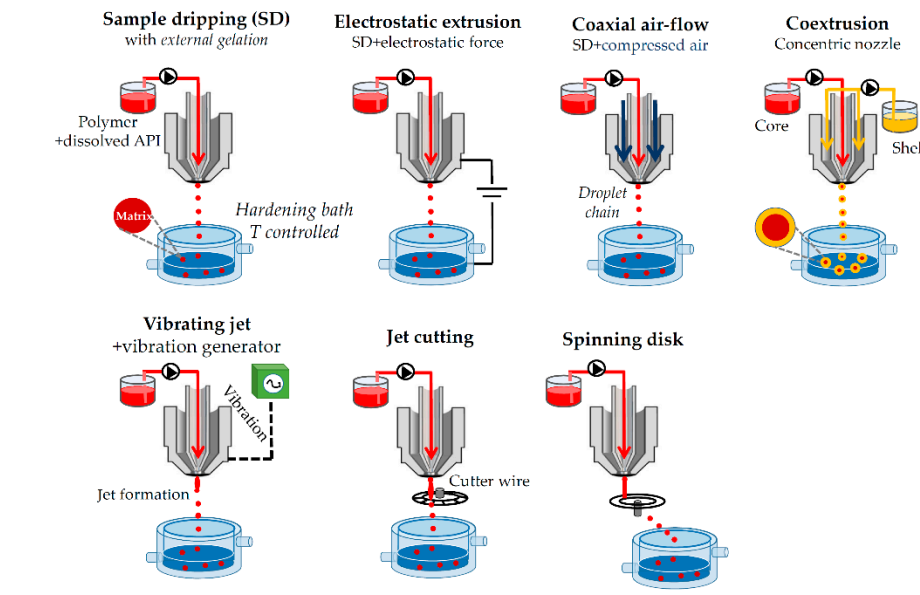 Sample dripping (SD)
with external gelation
Polymer
+dissolved API
Matrix
Hardening bath
T controlled
Electrostatic extrusion
SD+electrostatic force
Coaxial air-flow
SD+compressed air
Droplet
chain
Coextrusion
Concentric nozzle
Core
Shel
Vibrating jet
+vibration generator
Vibration
Jet formation
Jet cutting
Cutter wire
Spinning disk